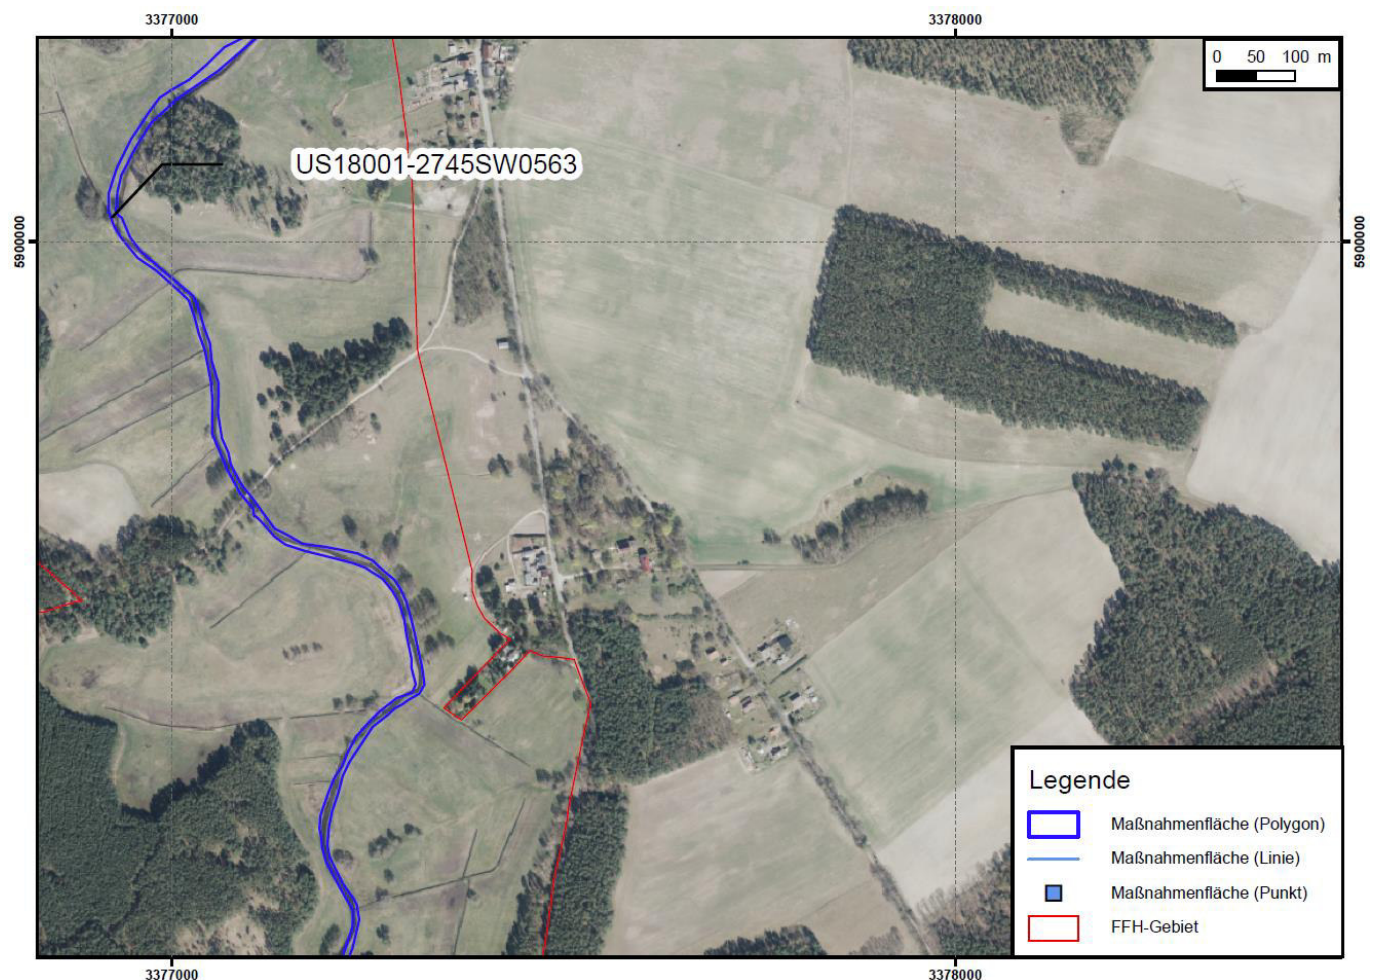 3377000 3378000
0 50 100 m
US18001-2745SW0563
5900000 5900000
Legende
Maßnahmenfläche (Polygon)
Maßnahmenfläche (Linie)
Maßnahmenfläche (Punkt)
FFH-Gebiet
3377000 3378000